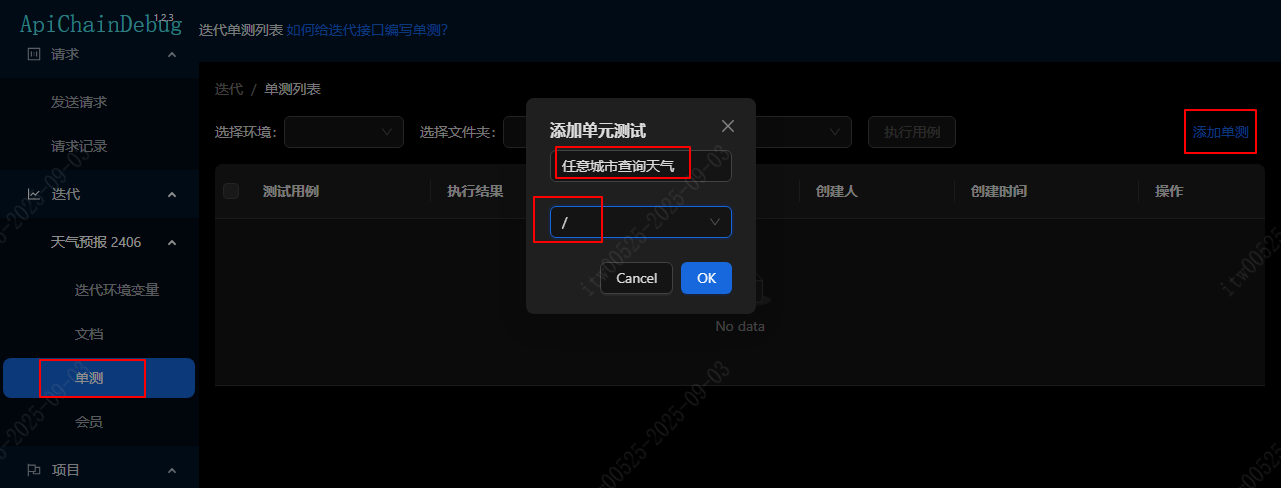 ApiChainDebug 1.2.3
迭代单测列表 如何给迭代接口编写单测？
请求
发送请求
请求记录
迭代
天气预报 2406
迭代环境变量
文档
单测
会员
项目
迭代 / 单测列表
选择环境：
选择文件夹：
执行用例
添加单测
测试用例
执行结果
创建人
创建时间
操作
No data
添加单元测试
任意城市查询天气
/
Cancel
OK
itw00525-2025-09-03